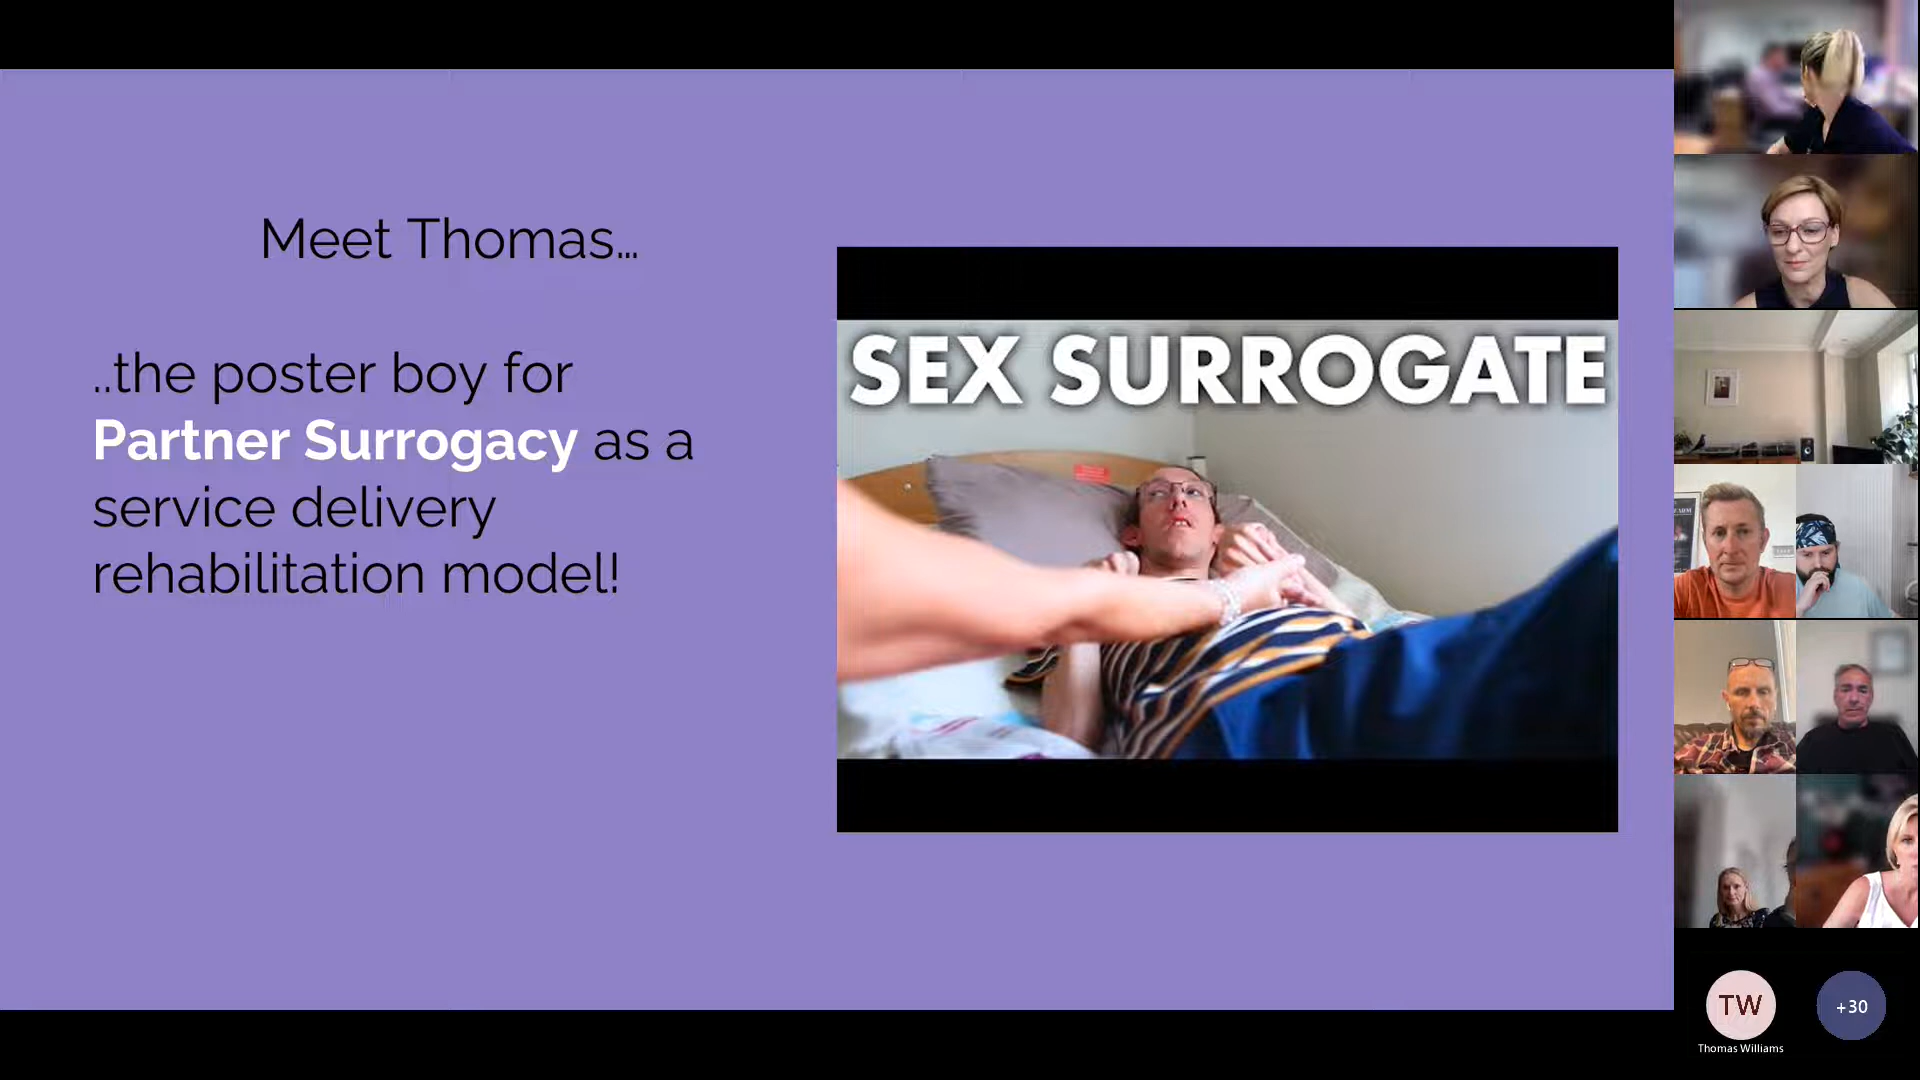 Meet Thomas...
..the poster boy for
Partner Surrogacy as a
service delivery
rehabilitation model!
SEX SURROGATE
TW
+30
Thomas Williams